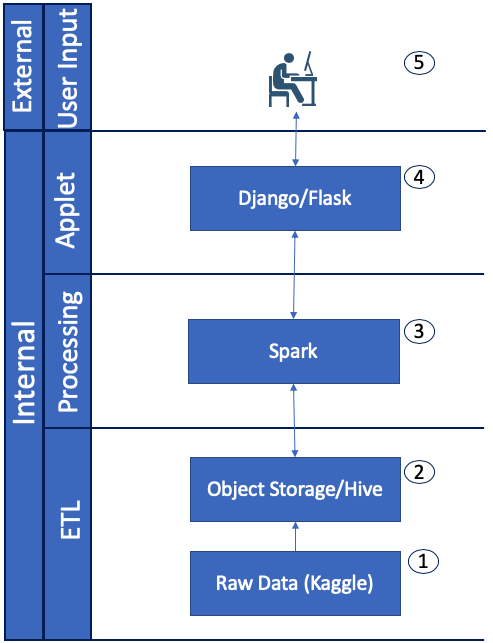 External
User Input
5
Internal
Applet
Django/Flask
4
Processing
Spark
3
ETL
Object Storage/Hive
2
Raw Data (Kaggle)
1